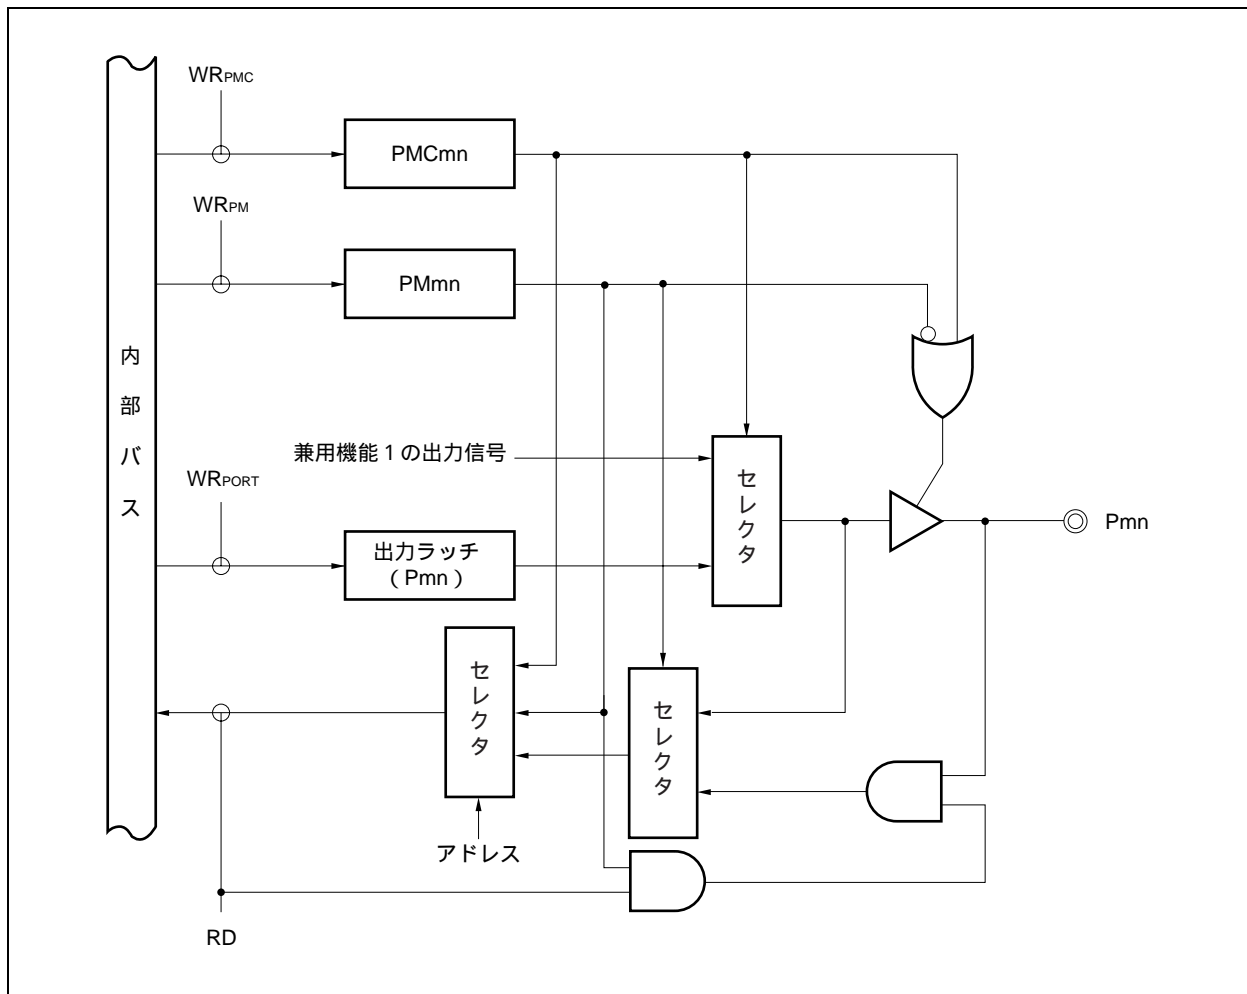 WRPMC
PMCmn
WRPM
PMmn
内部バス
兼用機能1の出力信号
セレクタ
WRPORT
Pmn
出力ラッチ
(Pmn)
セレクタ
セレクタ
アドレス
RD